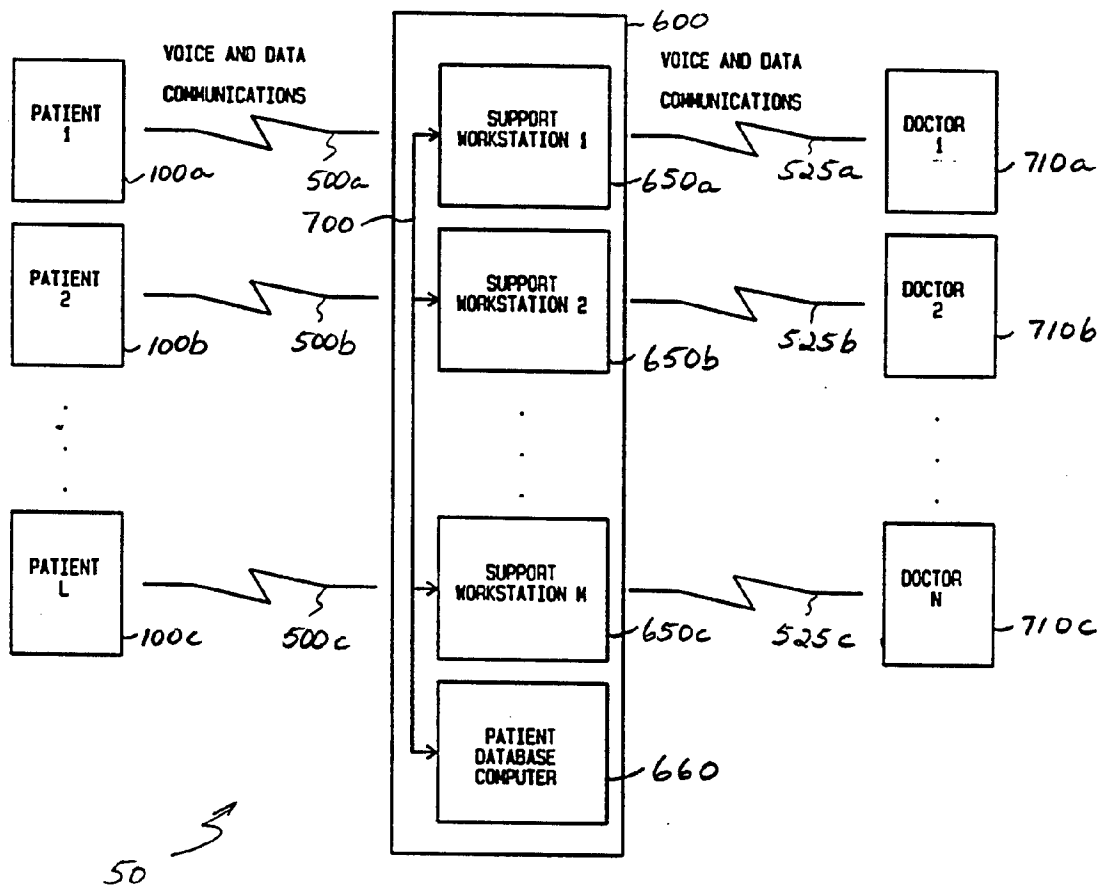 600
VOICE AND DATA
COMMUNICATIONS
VOICE AND DATA
COMMUNICATIONS
PATIENT
1
SUPPORT
WORKSTATION 1
DOCTOR
1
100a
500a
650a
525a
710a
700
PATIENT
2
SUPPORT
WORKSTATION 2
DOCTOR
2
100b
500b
650b
525b
710b
PATIENT
L
SUPPORT
WORKSTATION M
DOCTOR
N
100c
500c
650c
525c
710c
PATIENT
DATABASE
COMPUTER
660
50